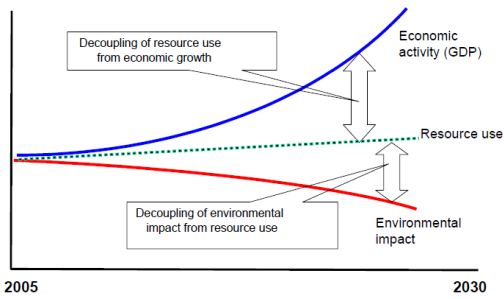 Economic
activity (GDP)
Decoupling of resource use
from economic growth
Resource use
Decoupling of environmental
impact from resource use
Environmental
impact
2005
2030